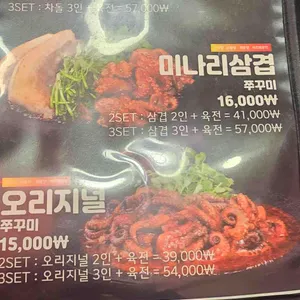 3SET : 차돌 3인 + 육전 = 57,000₩
미나리삼겹
쭈꾸미
16,000₩
2SET : 삼겹 2인 + 육전 = 41,000₩
3SET : 삼겹 3인 + 육전 = 57,000₩
오리지널
쭈꾸미
15,000₩
2SET : 오리지널 2인 + 육전 = 39,000₩
3SET : 오리지널 3인 + 육전 = 54,000₩